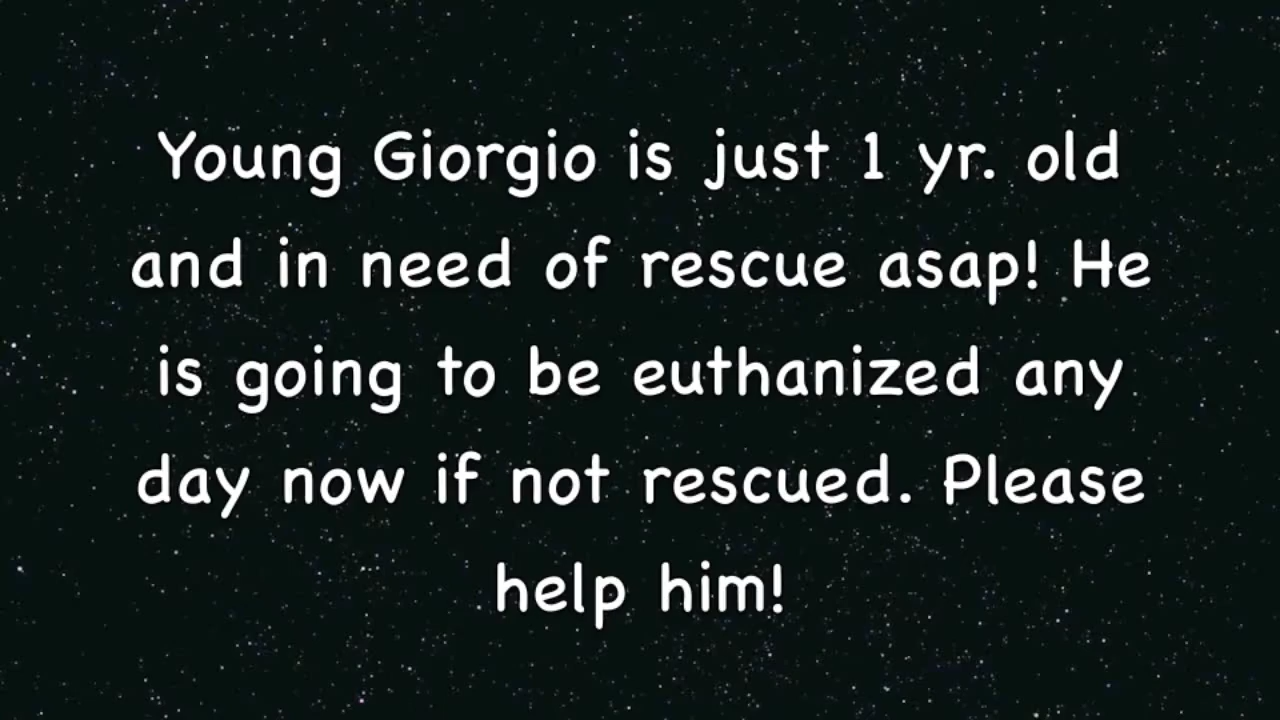 Young Giorgio is just 1 yr. old
and in need of rescue asap! He
is going to be euthanized any
day now if not rescued. Please
help him!